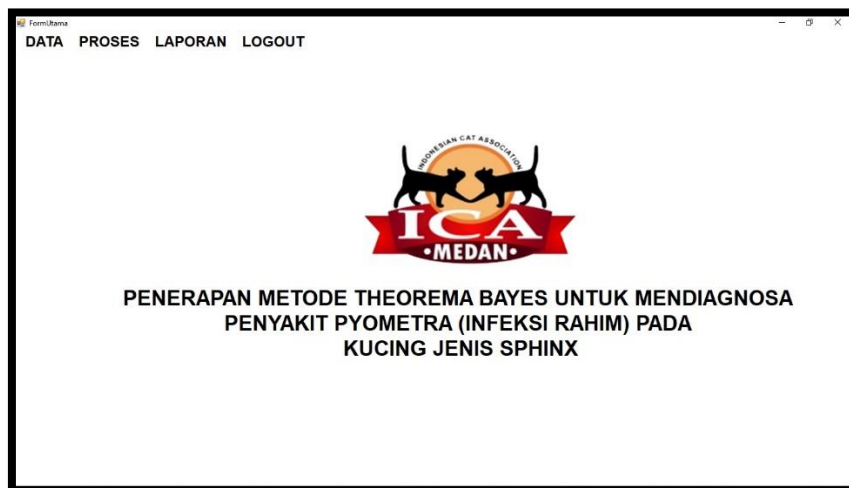 FormUtama
DATA PROSES LAPORAN LOGOUT
INDONESIAN CAT ASSOCIATION
ICA
•MEDAN•
PENERAPAN METODE THEOREMA BAYES UNTUK MENDIAGNOSA
PENYAKIT PYOMETRA (INFEKSI RAHIM) PADA
KUCING JENIS SPHINX